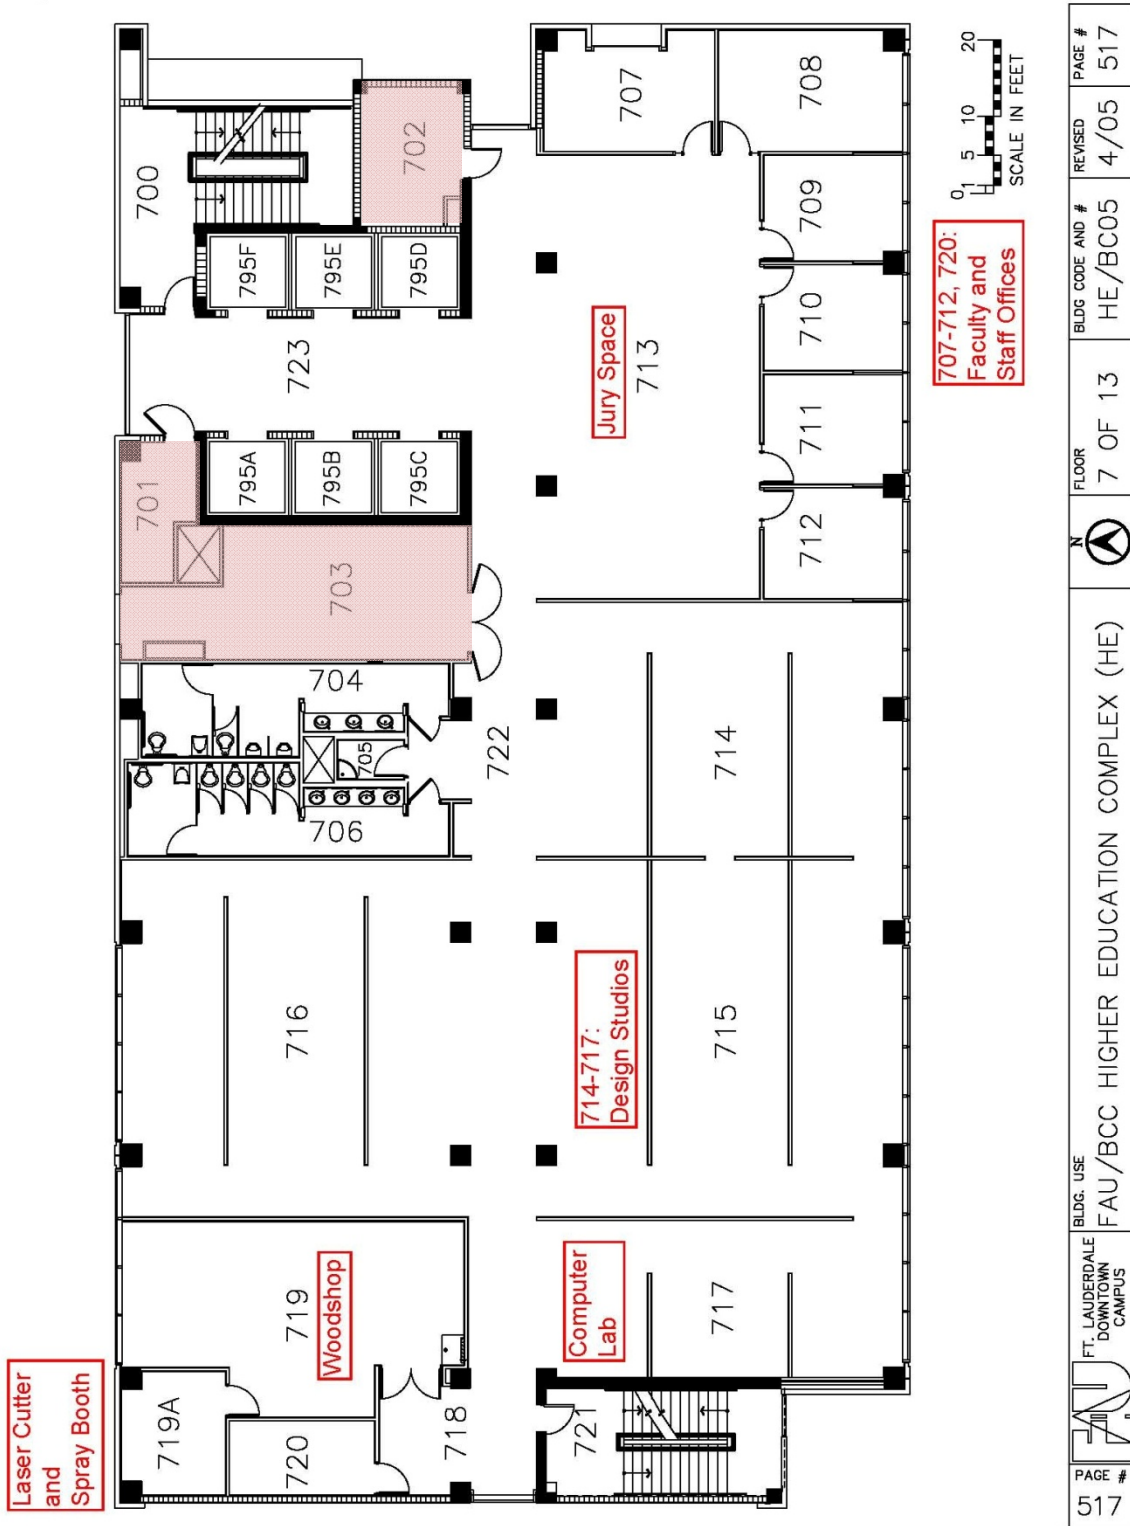 Laser Cutter
and
Spray Booth
719A
720
719
Woodshop
718
721
Computer
Lab
717
716
714-717:
Design Studios
715
706
705
704
722
714
703
701
795A
795B
795C
723
700
795F
795E
795D
702
Jury Space
713
712
711
710
709
708
707
707-712, 720:
Faculty and
Staff Offices
0 1 5 10 20
SCALE IN FEET
PAGE #
517
FAU
FT. LAUDERDALE
DOWNTOWN
CAMPUS
BLDG. USE
FAU/BCC HIGHER EDUCATION COMPLEX (HE)
N
FLOOR
7 OF 13
BLDG CODE AND #
HE/BC05
REVISED
4/05
PAGE #
517